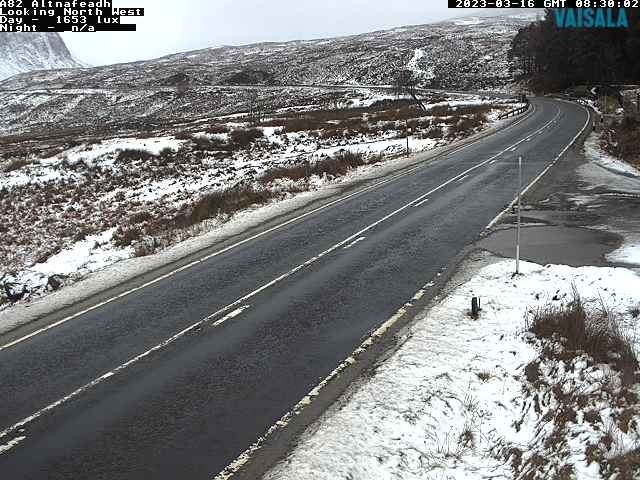 A82 Altnafeadh
2023-03-16 GMT 08:30:02
Looking North West
VAISALA
Day - -1653 lux
Night - n/a